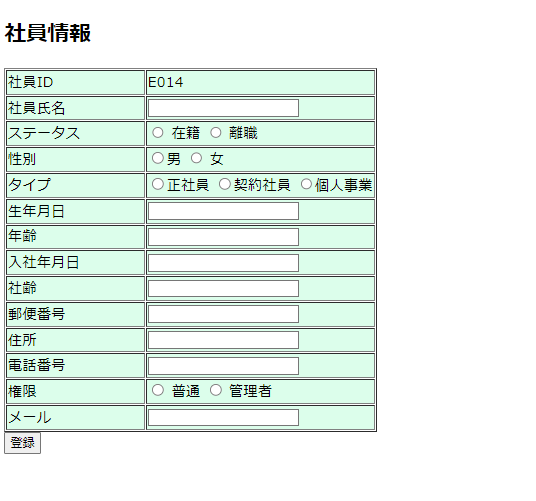 社員情報
社員ID E014
社員氏名
ステータス 在籍 離職
性別 男 女
タイプ 正社員 契約社員 個人事業
生年月日
年齢
入社年月日
社齢
郵便番号
住所
電話番号
権限 普通 管理者
メール
登録